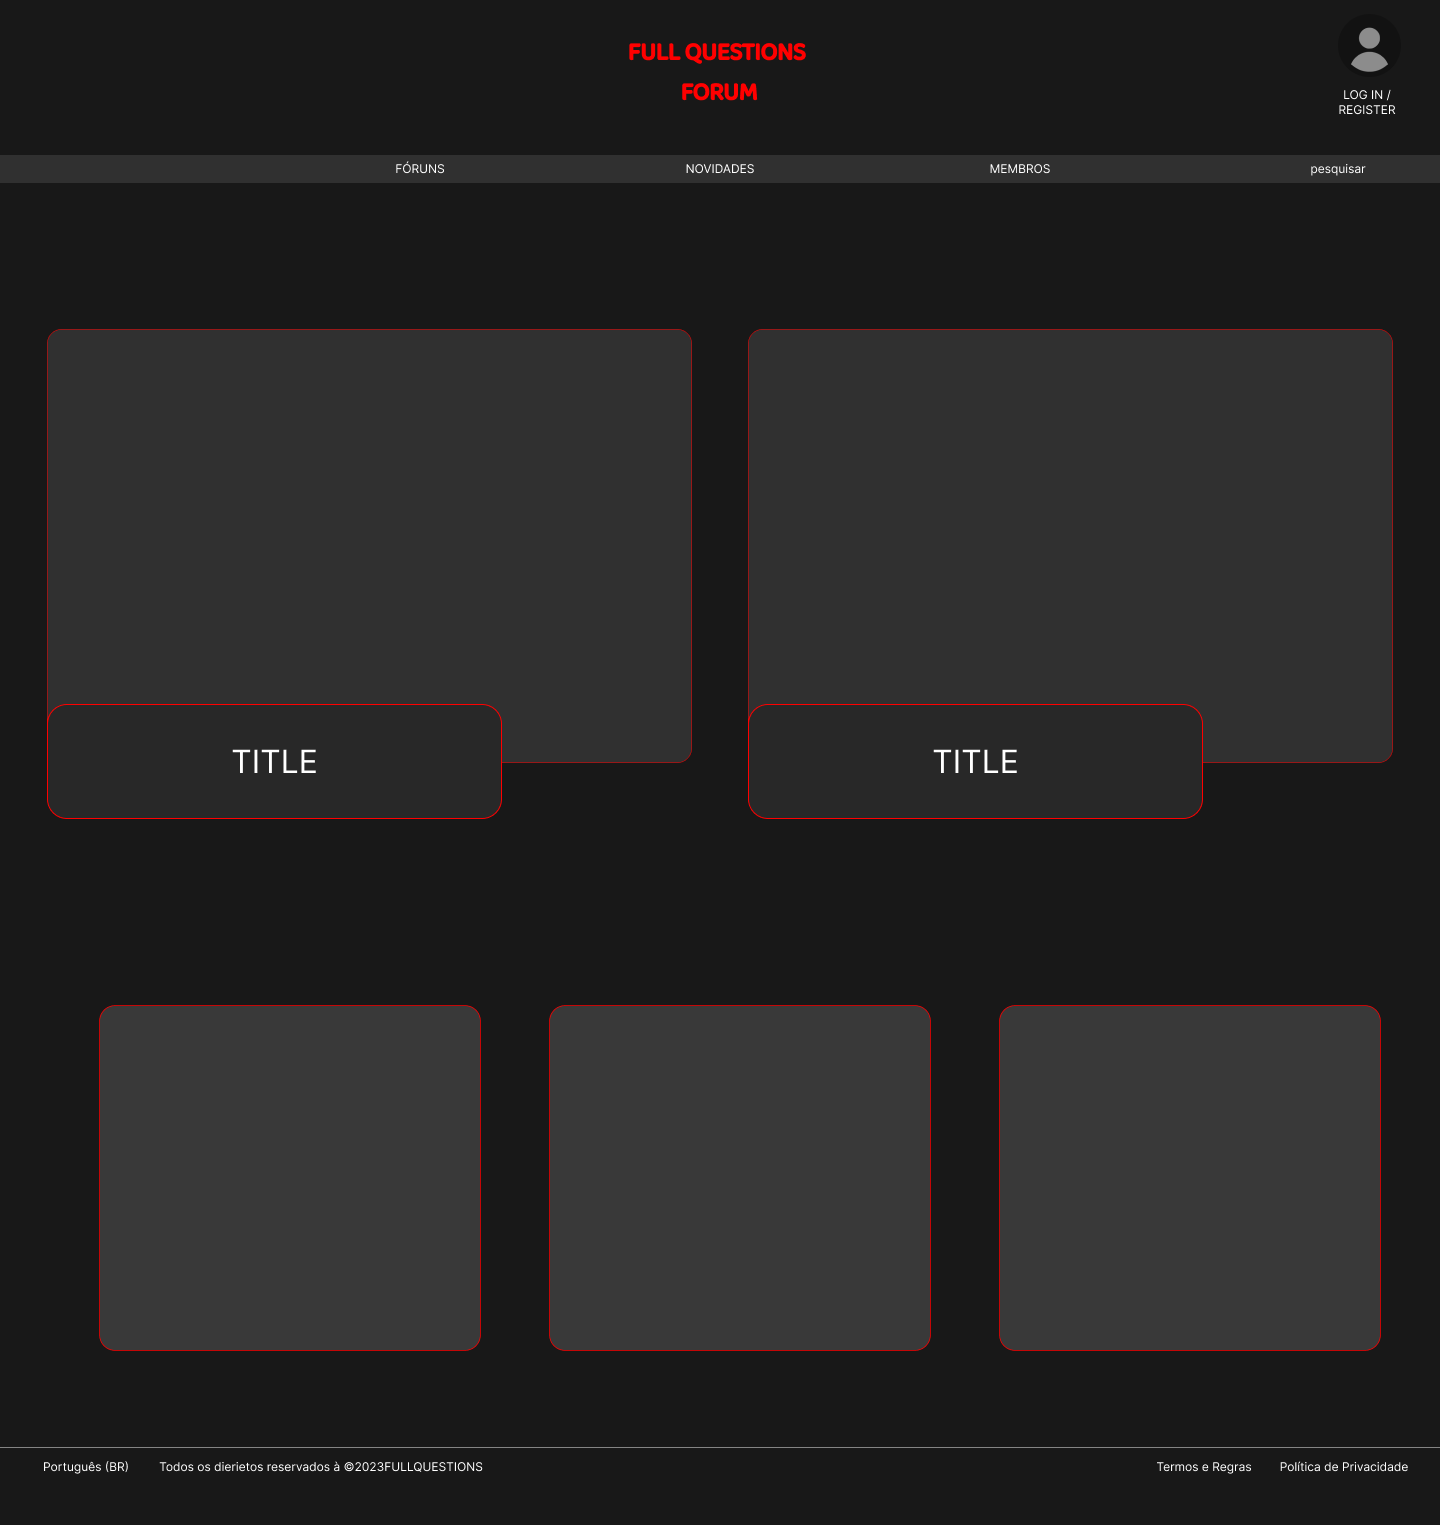 FULL QUESTIONS
FORUM
LOG IN /
REGISTER
FÓRUNS
NOVIDADES
MEMBROS
pesquisar
TITLE
TITLE
Português (BR)
Todos os dierietos reservados à ©2023FULLQUESTIONS
Termos e Regras
Política de Privacidade